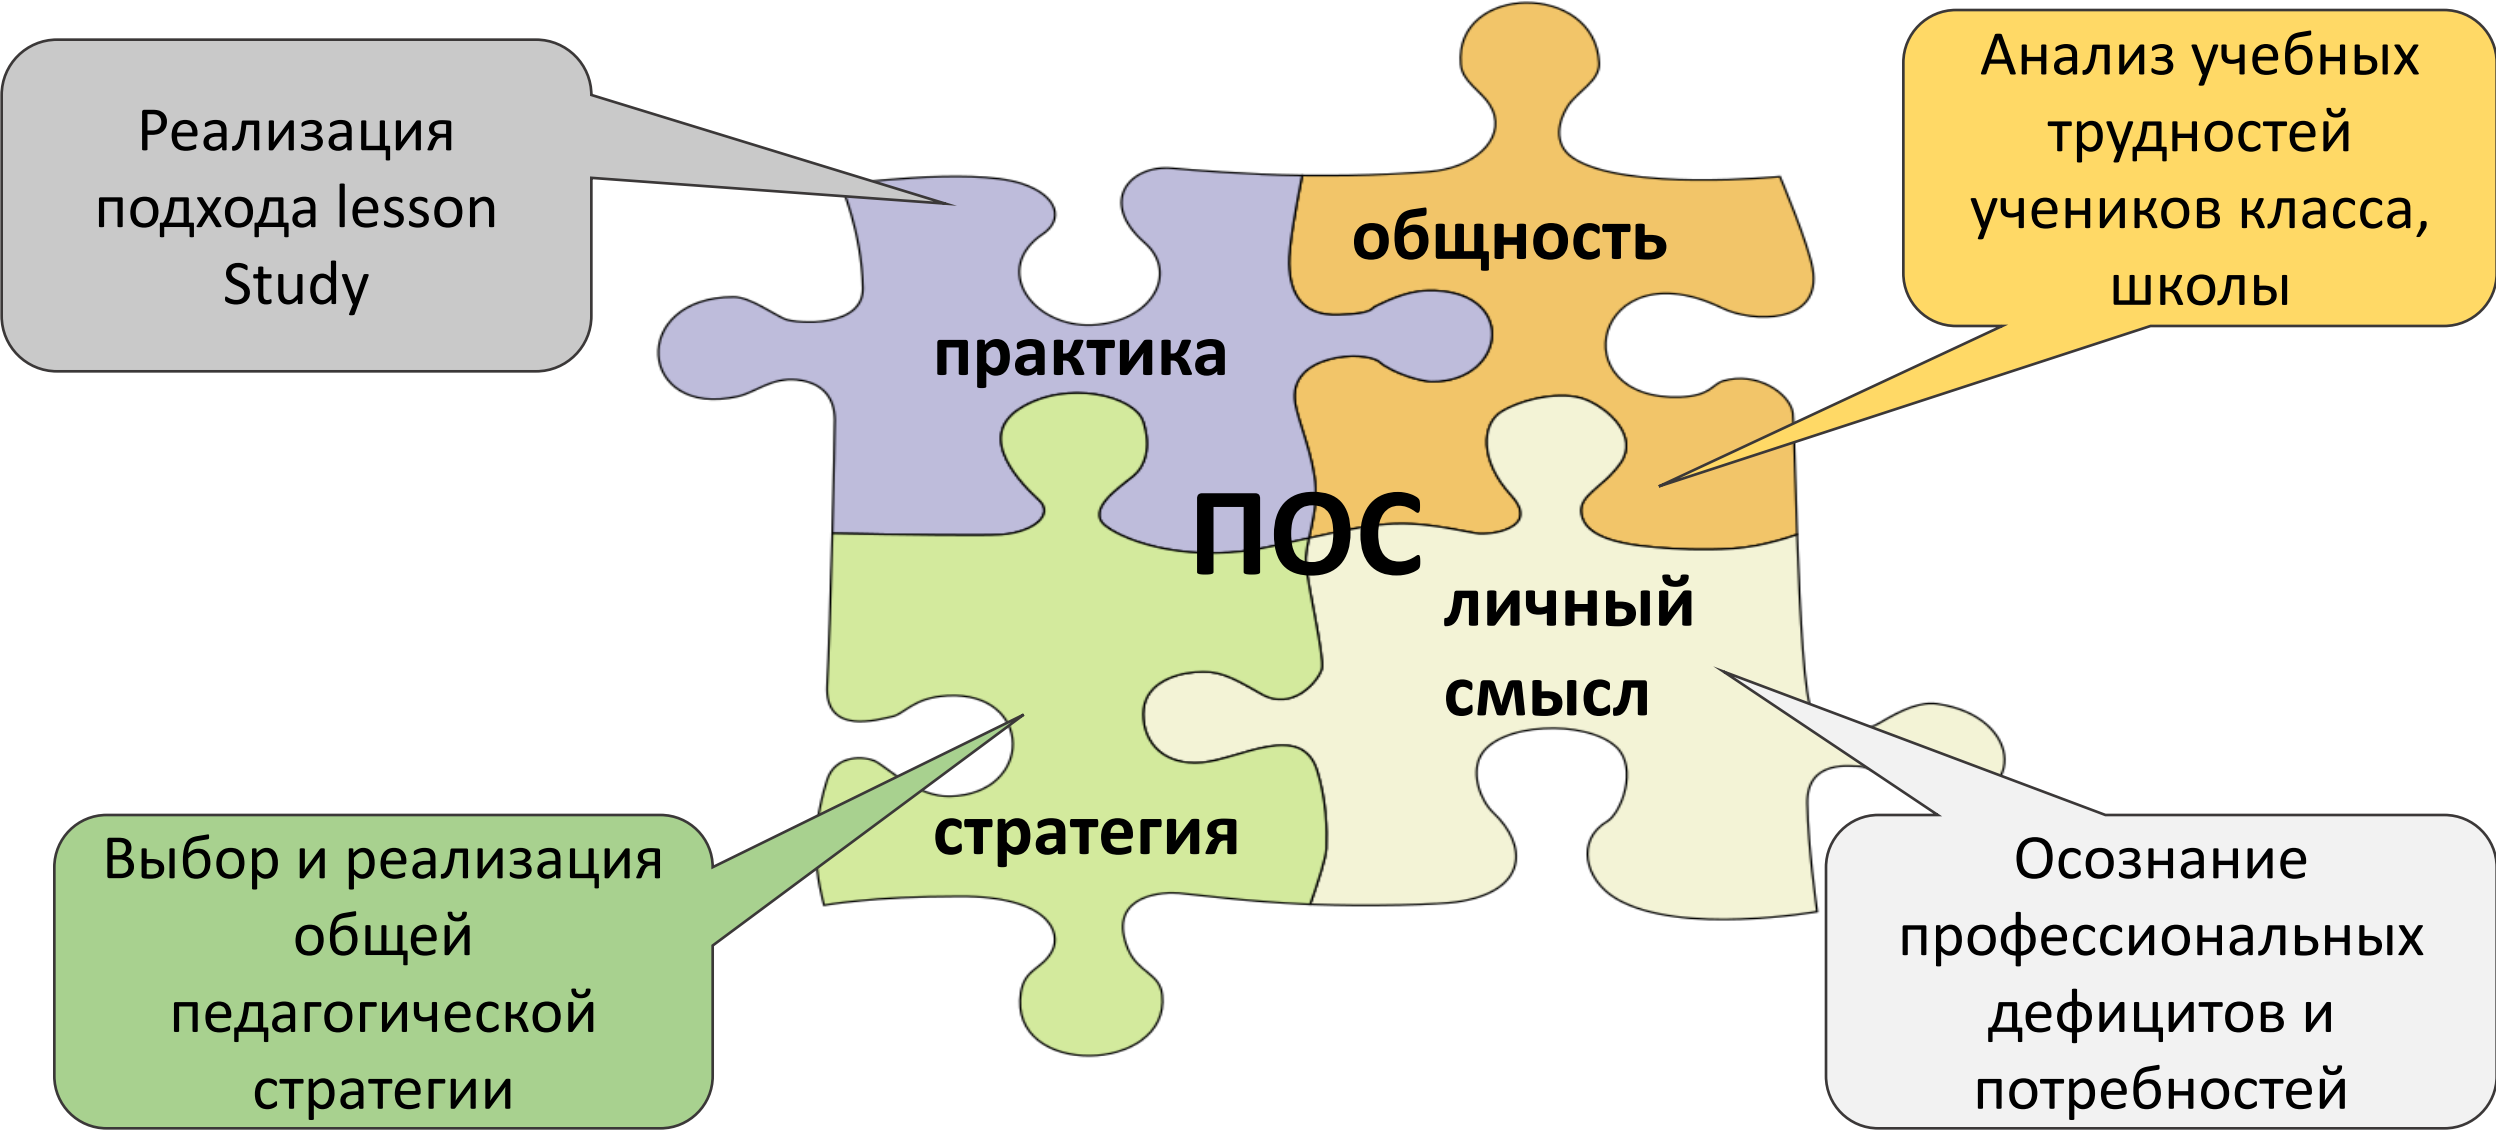 Реализация
подхода lesson
Study
Анализ учебных
трудностей
учеников класса,
школы
общность
практика
ПОС
личный
смысл
стратегия
Выбор и реализация
общей
педагогической
стратегии
Осознание
профессиональных
дефицитов и
потребностей